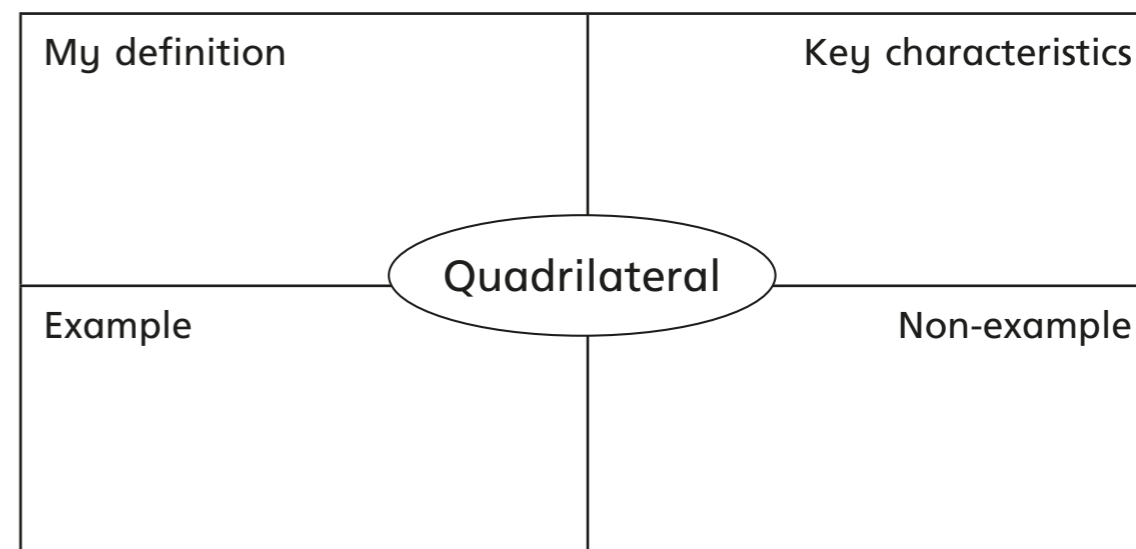 My definition
Key characteristics
Quadrilateral
Example
Non-example